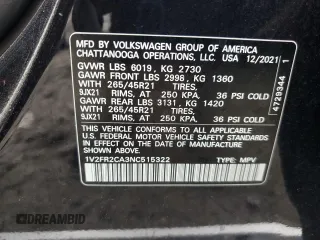 MFD BY VOLKSWAGEN GROUP OF AMERICA
CHATTANOOGA OPERATIONS, LLC. USA 12/2021
GVWR LBS 6019, KG 2730
GAWR FRONT LBS 2998, KG 1360
WITH 265/45R21 TIRES,
9JX21 RIMS, AT 250 KPA. 36 PSI COLD
GAWR REAR LBS 3131, KG 1420
WITH 265/45R21 TIRES,
9JX21 RIMS, AT 250 KPA. 36 PSI COLD
THIS VEHICLE CONFORMS TO ALL APPLICABLE
U.S. FEDERAL MOTOR VEHICLE SAFETY AND THEFT
PREVENTION STANDARDS IN EFFECT ON THE DATE OF
MANUFACTURE SHOWN ABOVE.
1V2FR2CA3NC515322 TYPE: MPV
4729344 1
DREAMBID